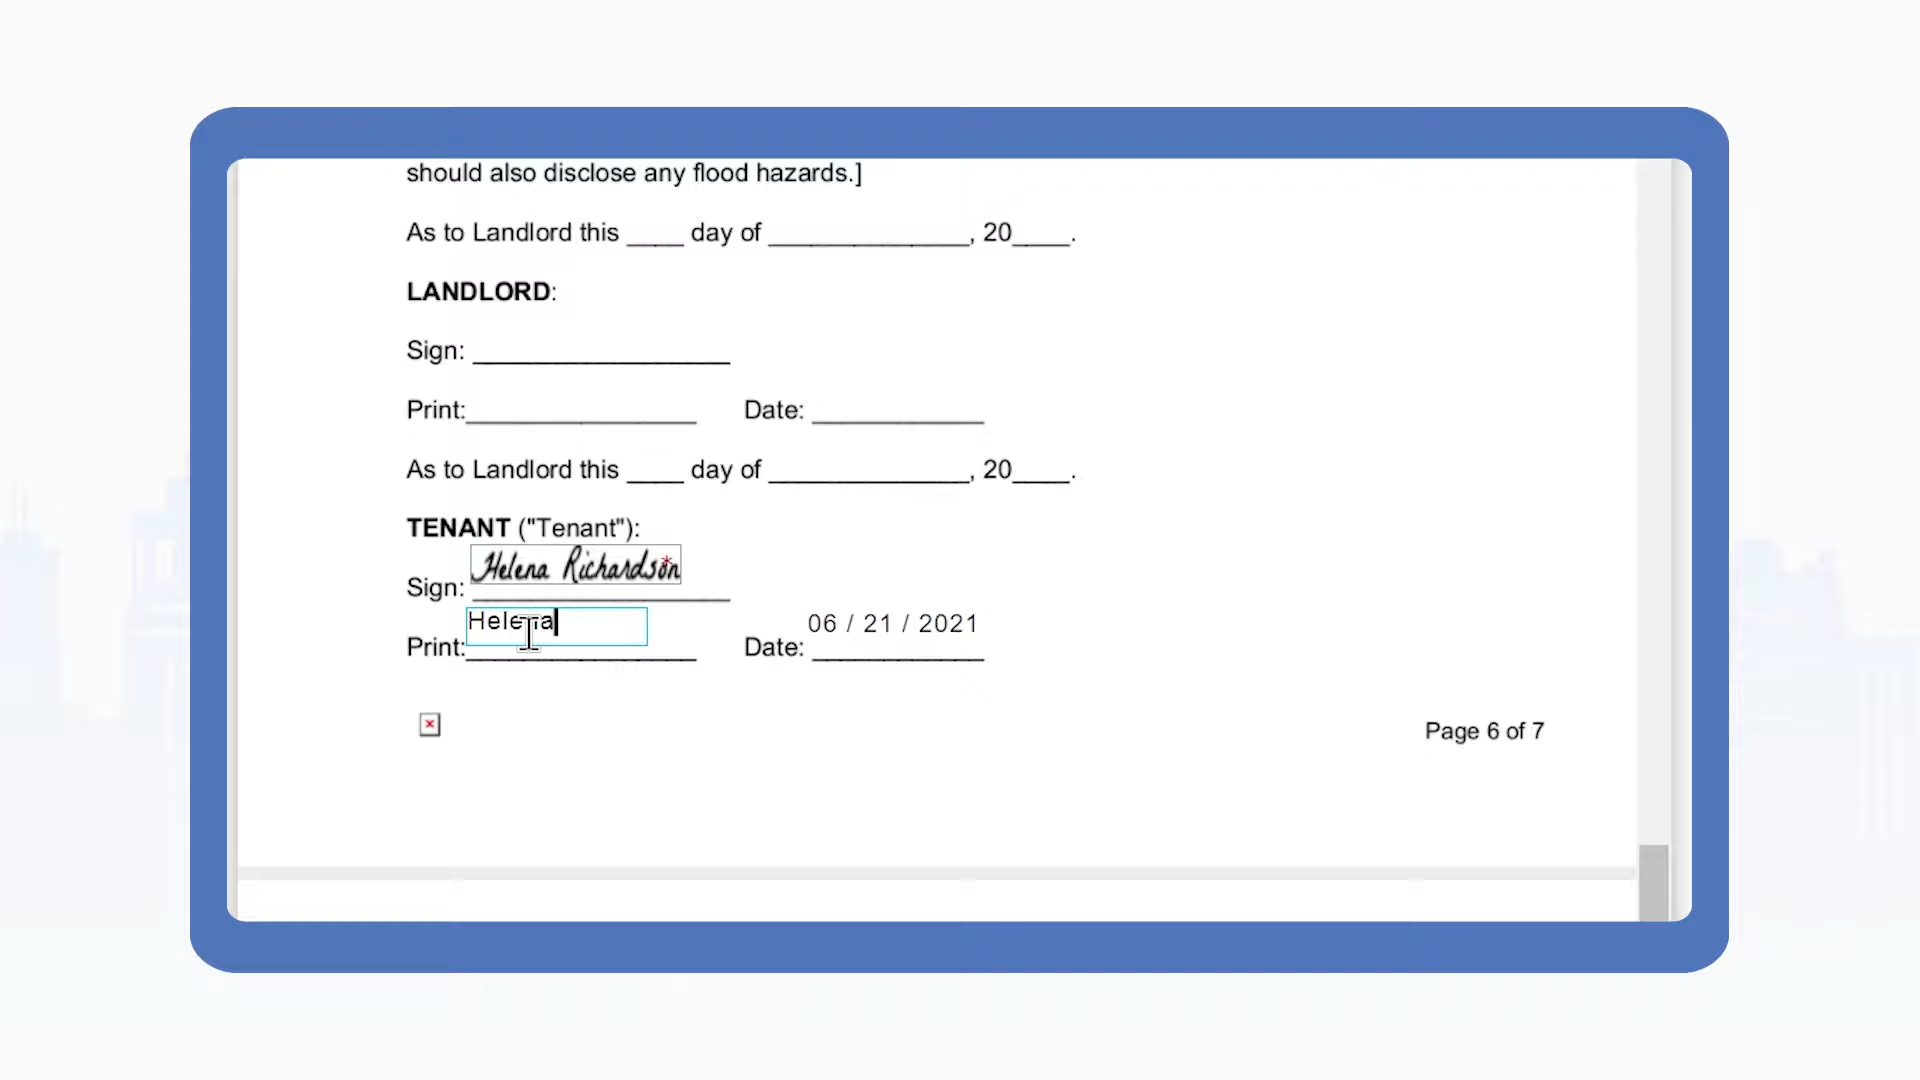 should also disclose any flood hazards.]
As to Landlord this ____ day of ______________, 20____.
LANDLORD:
Sign: __________________
Print:________________ Date: ____________
As to Landlord this ____ day of ______________, 20____.
TENANT ("Tenant"):
Helena Richardson*
Sign: __________________
Helena 06 / 21 / 2021
Print:________________ Date: ____________
Page 6 of 7